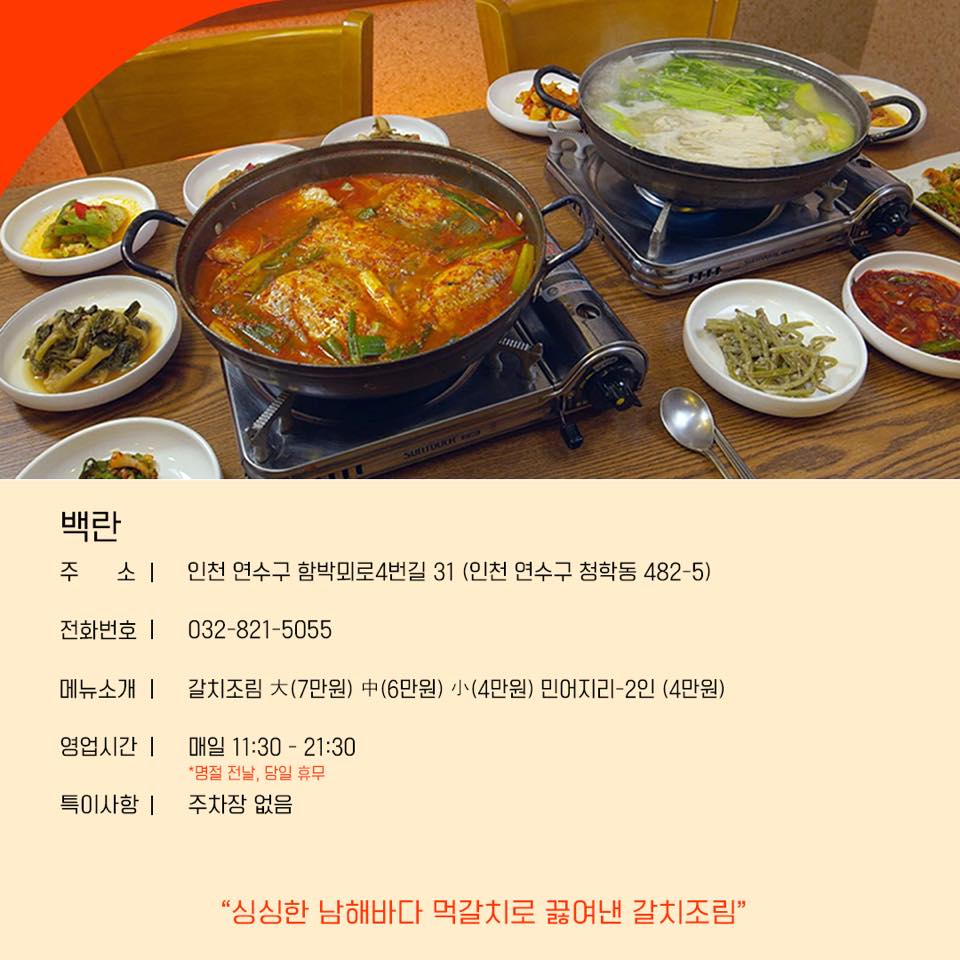 SUNTOUCH
백란
주 소 | 인천 연수구 함박뫼로4번길 31 (인천 연수구 청학동 482-5)
전화번호 | 032-821-5055
메뉴소개 | 갈치조림 大(7만원) 中(6만원) 小(4만원) 민어지리-2인 (4만원)
영업시간 | 매일 11:30 - 21:30
*명절 전날, 당일 휴무
특이사항 | 주차장 없음
“싱싱한 남해바다 먹갈치로 끓여낸 갈치조림”